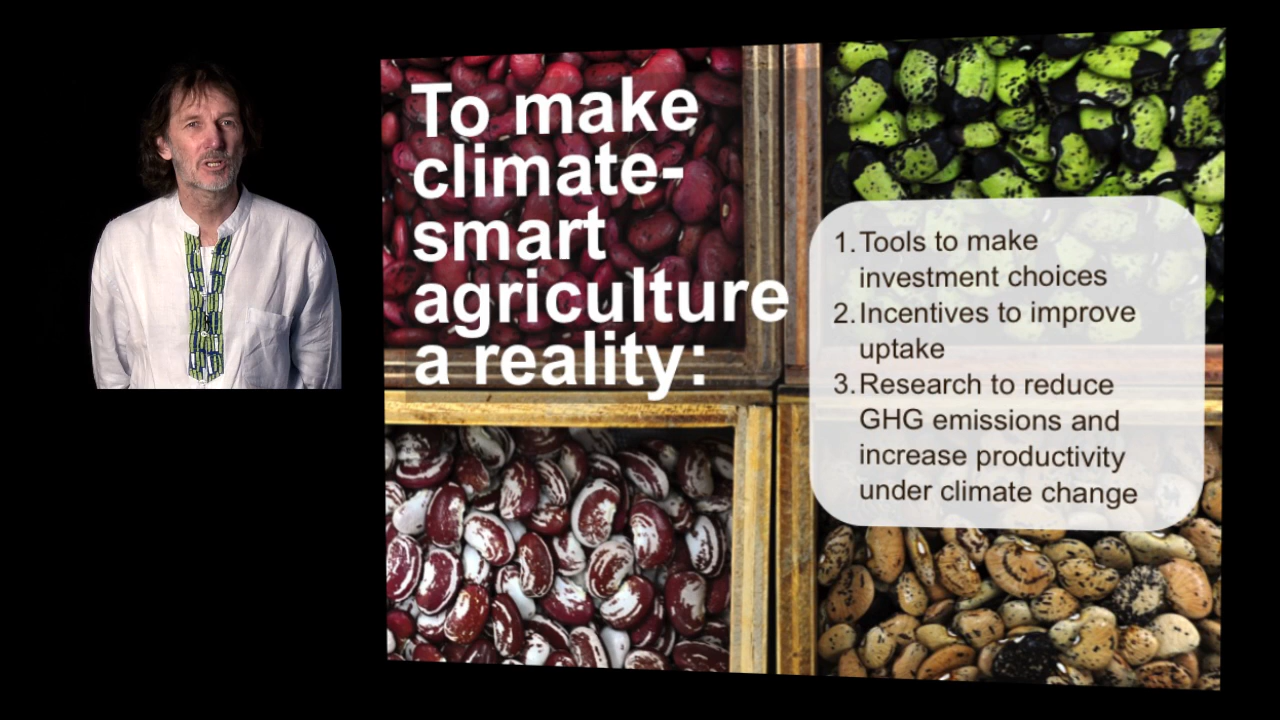 To make
climate-
smart
agriculture
a reality:
1. Tools to make
investment choices
2. Incentives to improve
uptake
3. Research to reduce
GHG emissions and
increase productivity
under climate change